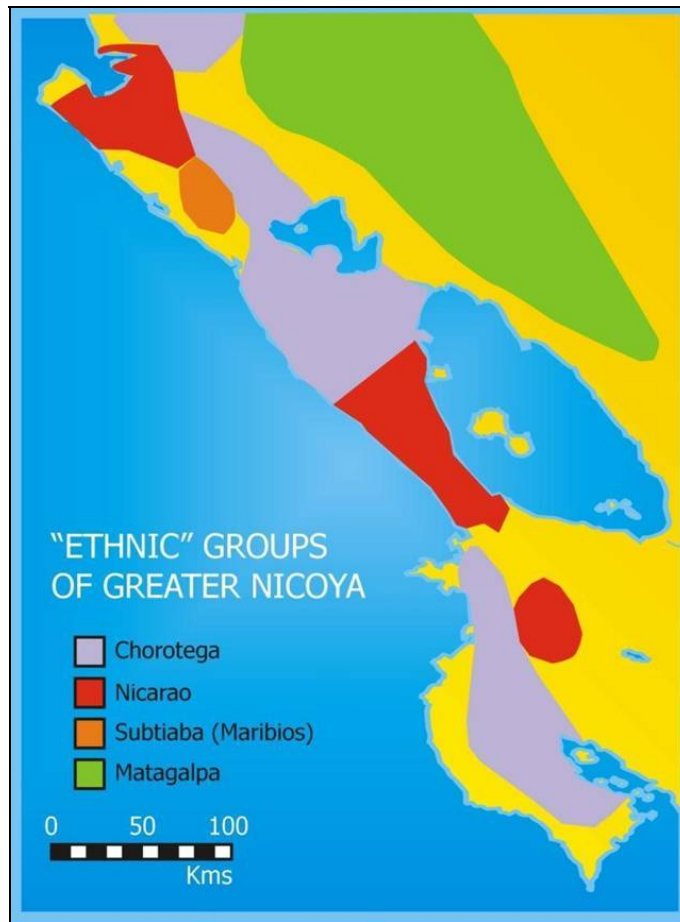 “ETHNIC” GROUPS
OF GREATER NICOYA
Chorotega
Nicarao
Subtiaba (Maribios)
Matagalpa
0 50 100
Kms